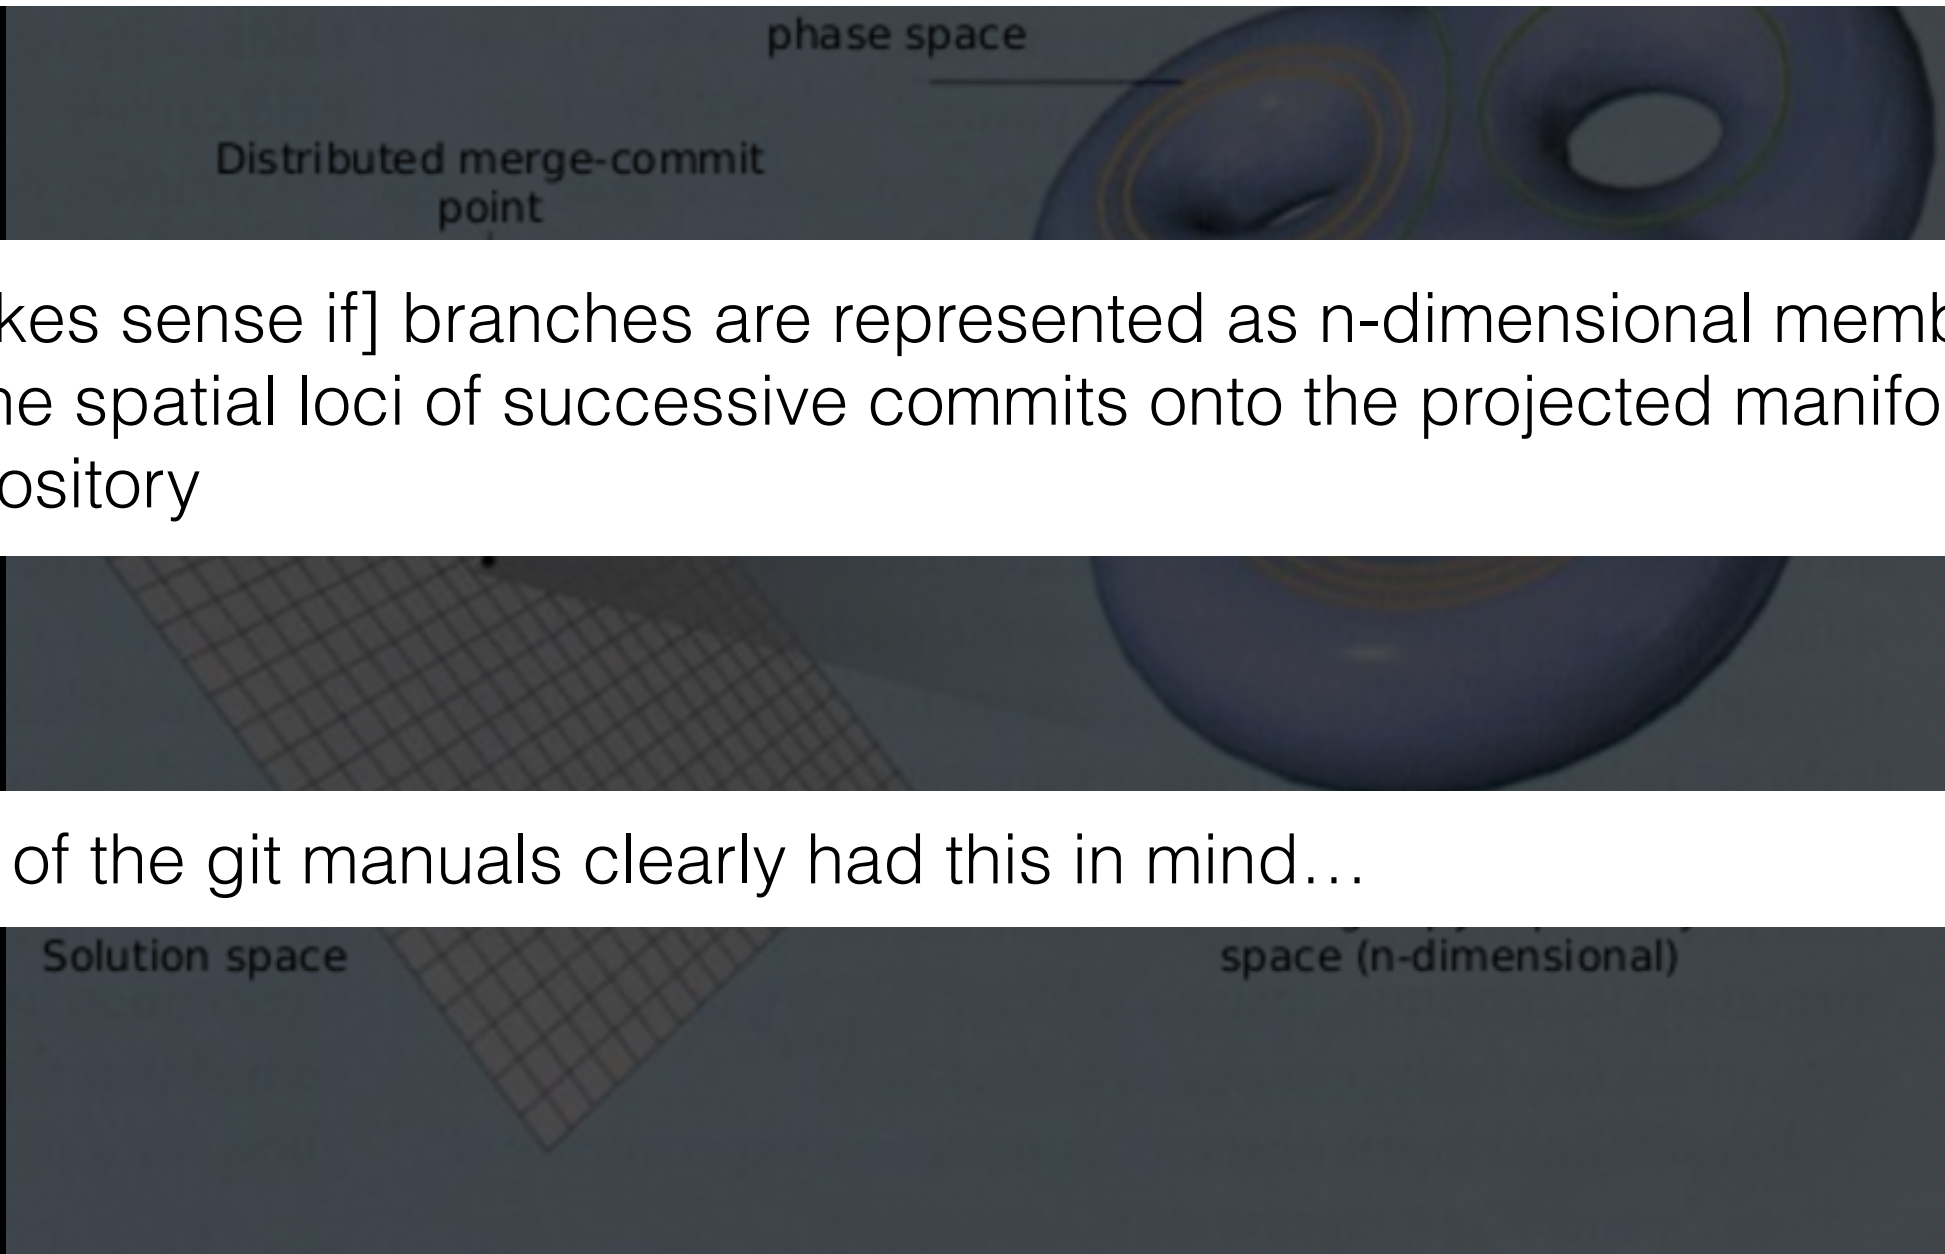 phase space
Distributed merge-commit
point
kes sense if] branches are represented as n-dimensional memb
he spatial loci of successive commits onto the projected manifo
ository
of the git manuals clearly had this in mind…
Solution space
space (n-dimensional)